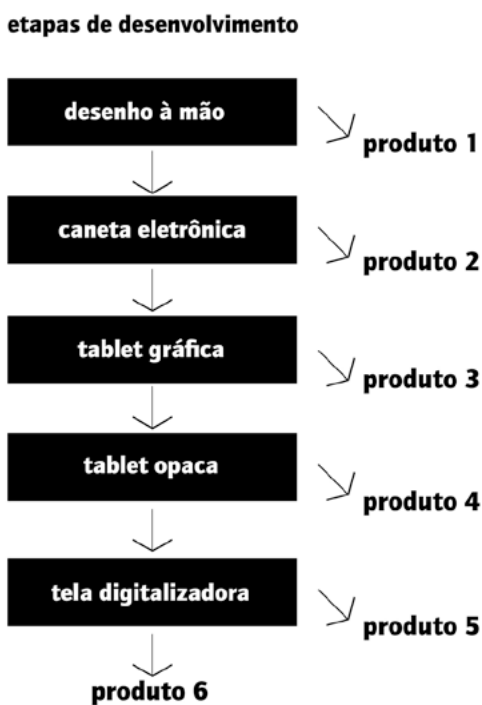 etapas de desenvolvimento
desenho à mão
produto 1
caneta eletrônica
produto 2
tablet gráfica
produto 3
tablet opaca
produto 4
tela digitalizadora
produto 5
produto 6